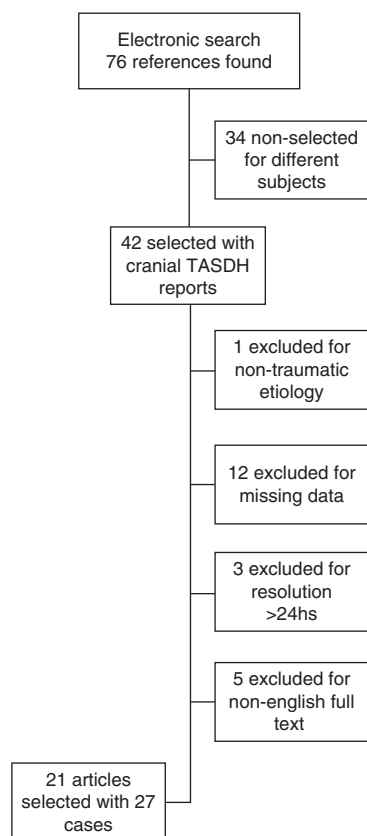 Electronic search
76 references found
34 non-selected
for different
subjects
42 selected with
cranial TASDH
reports
1 excluded for
non-traumatic
etiology
12 excluded for
missing data
3 excluded for
resolution
>24hs
5 excluded for
non-english full
text
21 articles
selected with 27
cases